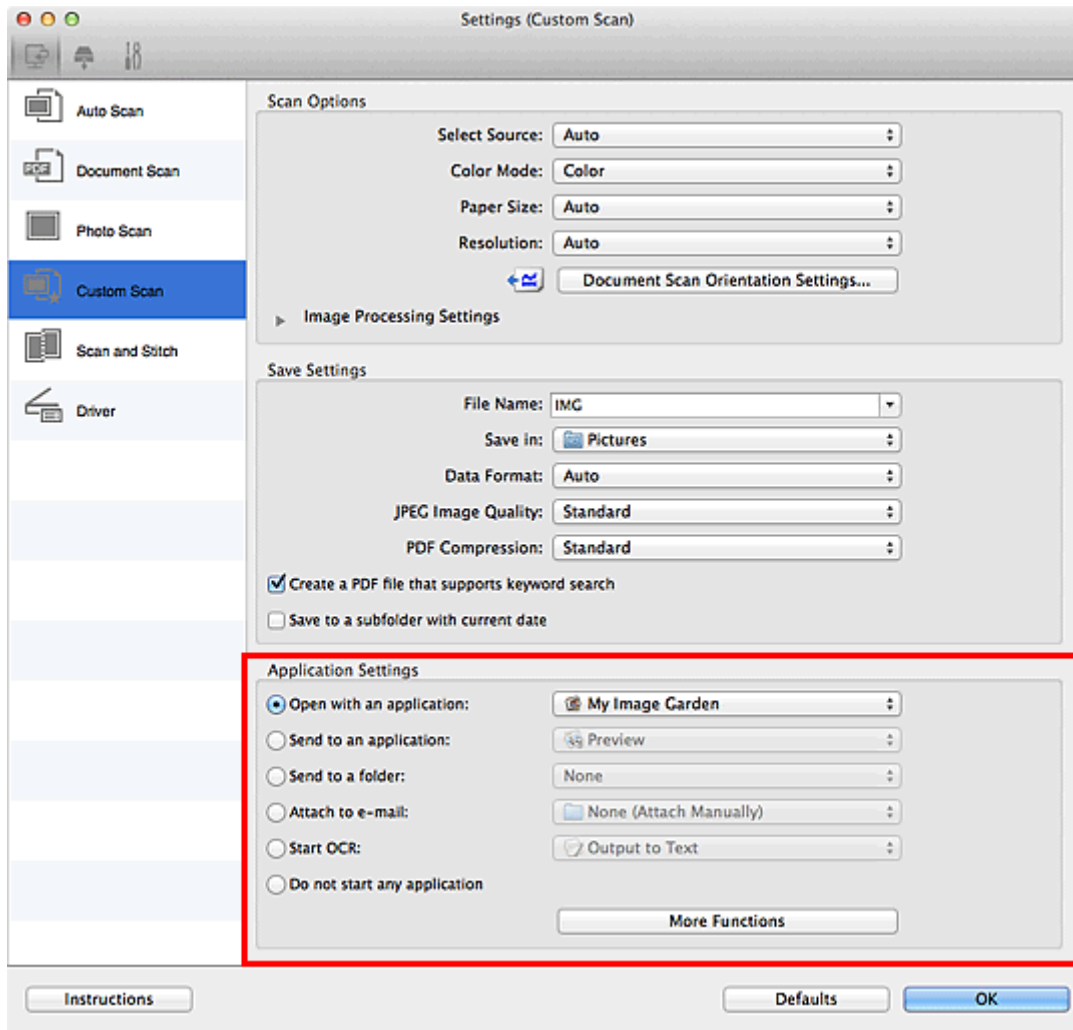 Settings (Custom Scan)
Auto Scan
Document Scan
Photo Scan
Custom Scan
Scan and Stitch
Driver
Scan Options
Select Source: Auto
Color Mode: Color
Paper Size: Auto
Resolution: Auto
Document Scan Orientation Settings...
Image Processing Settings
Save Settings
File Name: IMG
Save in: Pictures
Data Format: Auto
JPEG Image Quality: Standard
PDF Compression: Standard
Create a PDF file that supports keyword search
Save to a subfolder with current date
Application Settings
Open with an application: My Image Garden
Send to an application: Preview
Send to a folder: None
Attach to e-mail: None (Attach Manually)
Start OCR: Output to Text
Do not start any application
More Functions
Instructions Defaults OK